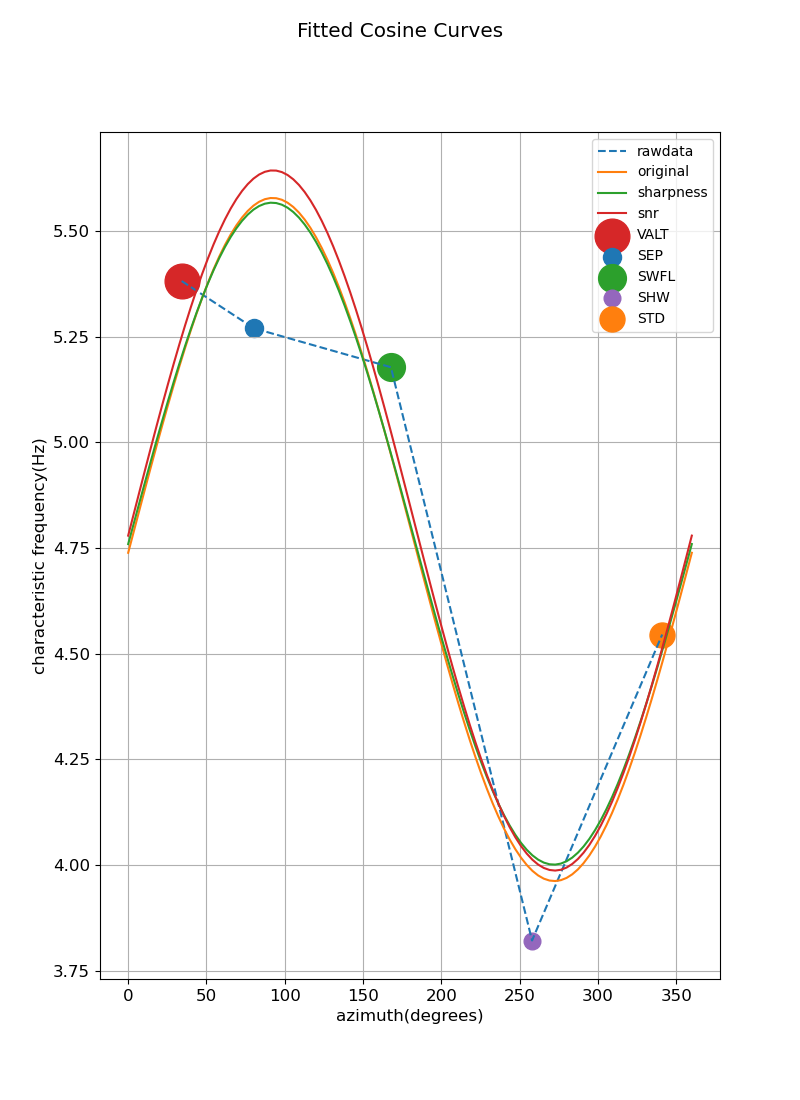 Fitted Cosine Curves
rawdata
original
sharpness
snr
VALT
SEP
SWFL
SHW
STD
5.50
5.25
5.00
4.75
4.50
4.25
4.00
3.75
characteristic frequency(Hz)
0 50 100 150 200 250 300 350
azimuth(degrees)